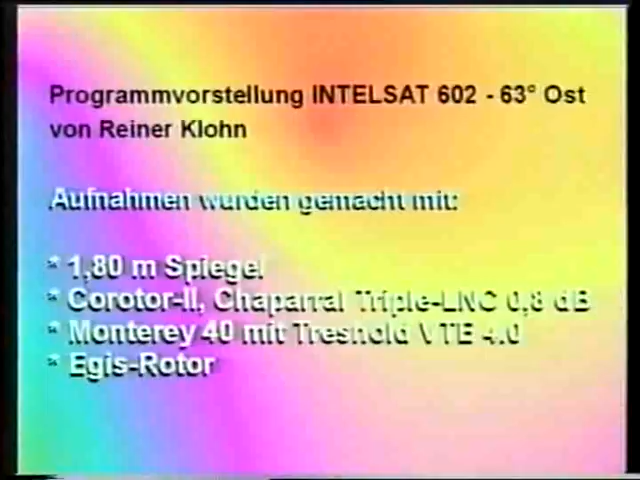 Programmvorstellung INTELSAT 602 - 63° Ost
von Reiner Klohn
Aufnahmen wurden gemacht mit:
* 1,80 m Spiegel
* Corotor-II, Chaparral Triple-LNC 0,8 dB
* Monterey 40 mit Treshold VTE 4.0
* Egis-Rotor